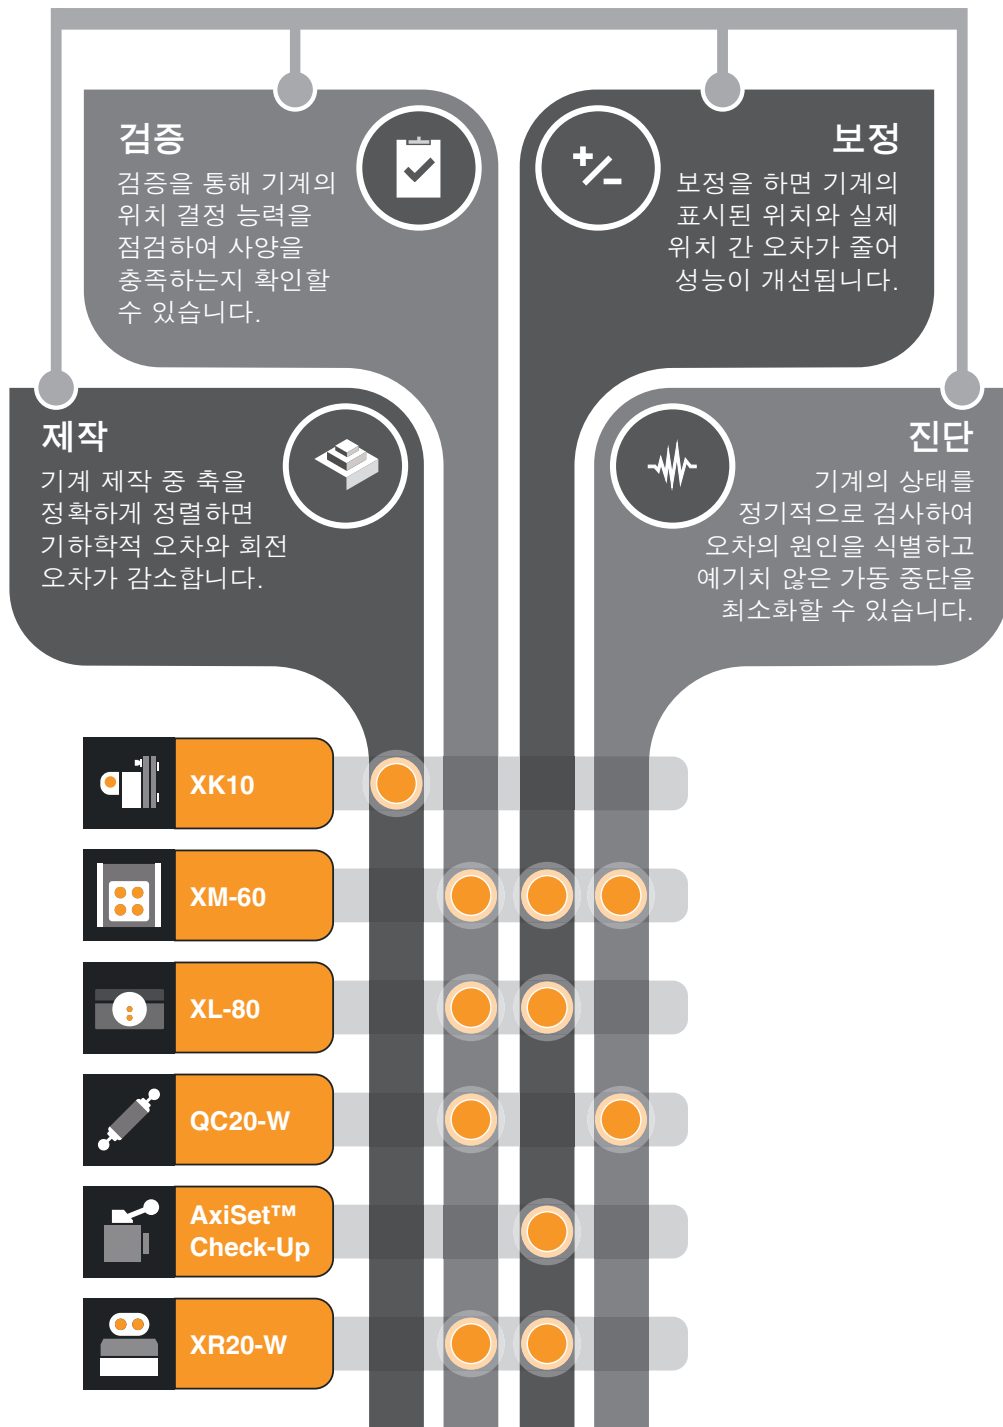 검증
검증을 통해 기계의
위치 결정 능력을
점검하여 사양을
충족하는지 확인할
수 있습니다.
보정
보정을 하면 기계의
표시된 위치와 실제
위치 간 오차가 줄어
성능이 개선됩니다.
제작
기계 제작 중 축을
정확하게 정렬하면
기하학적 오차와 회전
오차가 감소합니다.
진단
기계의 상태를
정기적으로 검사하여
오차의 원인을 식별하고
예기치 않은 가동 중단을
최소화할 수 있습니다.
XK10
XM-60
XL-80
QC20-W
AxiSet™
Check-Up
XR20-W